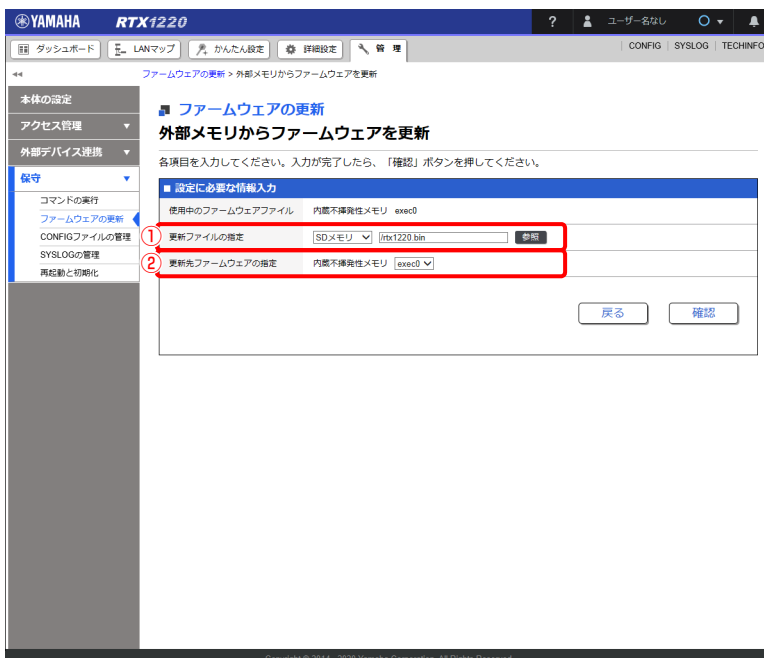 YAMAHA RTX1220 ? ユーザーなし
ダッシュボード LANマップ かんたん設定 詳細設定 管理 CONFIG SYSLOG TECHINFO
ファームウェアの更新 > 外部メモリからファームウェアを更新
本体の設定
アクセス管理
外部デバイス連携
保守
コマンドの実行
ファームウェアの更新
CONFIGファイルの管理
SYSLOGの管理
再起動と初期化
ファームウェアの更新
外部メモリからファームウェアを更新
各項目を入力してください。入力が完了したら、「確認」ボタンを押してください。
■ 設定に必要な情報入力
使用中のファームウェアファイル 内蔵不揮発性メモリ exec0
① 更新ファイルの指定 SDメモリ /rtx1220.bin 参照
② 更新先ファームウェアの指定 内蔵不揮発性メモリ exec0
戻る 確認
Copyright © 2014 - 2020 Yamaha Corporation. All Rights Reserved.